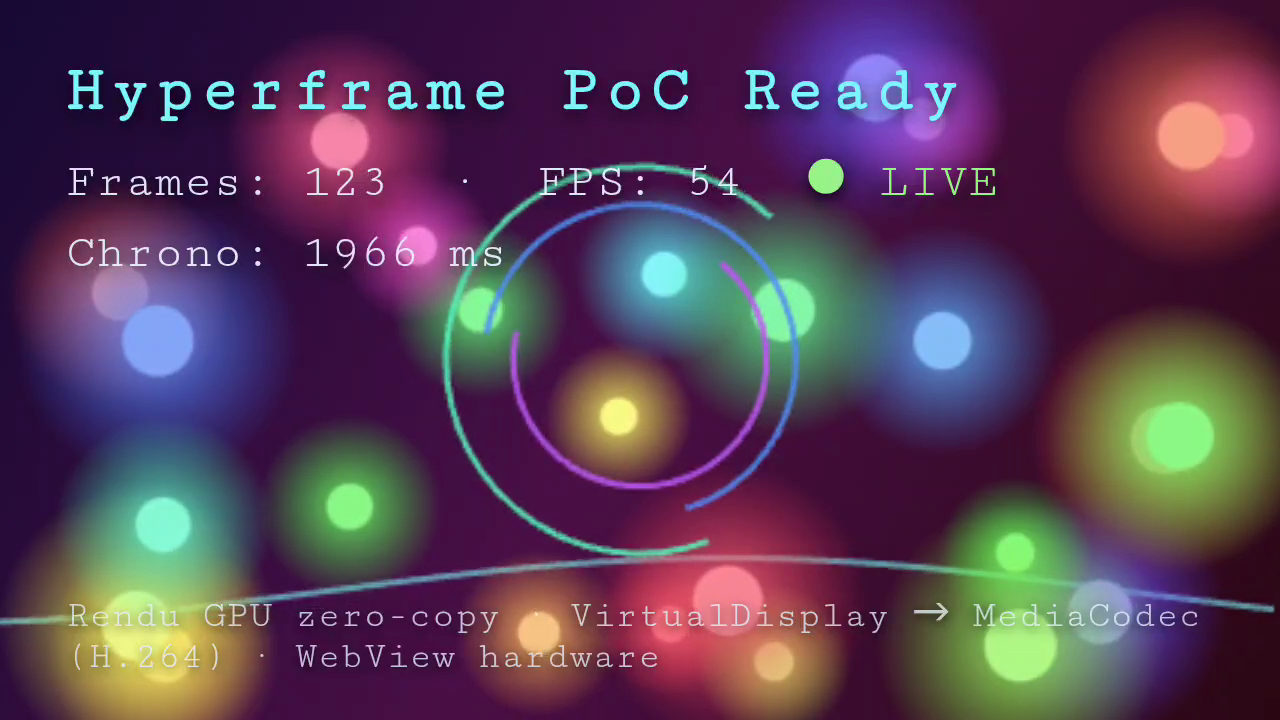 Hyperframe PoC Ready
Frames: 123 · FPS: 54 LIVE
Chrono: 1966 ms
Rendu GPU zero-copy · VirtualDisplay → MediaCodec
(H.264) · WebView hardware